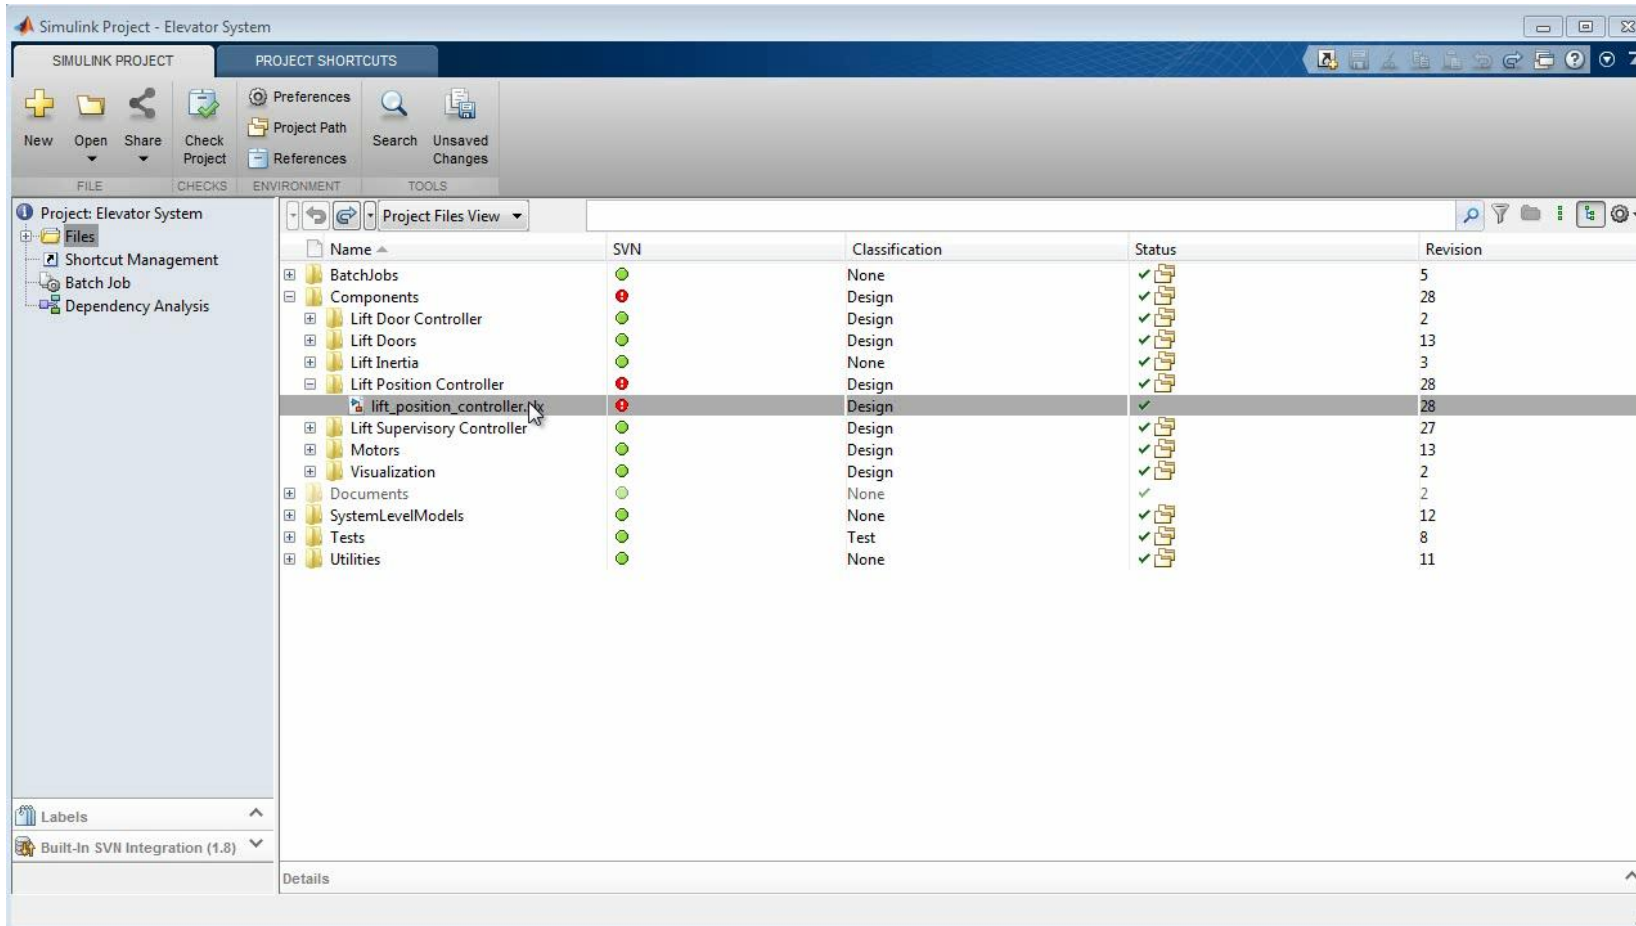 Simulink Project - Elevator System
SIMULINK PROJECT PROJECT SHORTCUTS
New Open Share Check Project Preferences Project Path References Search Unsaved Changes
FILE CHECKS ENVIRONMENT TOOLS
Project: Elevator System
Files
Shortcut Management
Batch Job
Dependency Analysis
Labels
Built-In SVN Integration (1.8)
Project Files View
Name SVN Classification Status Revision
BatchJobs None 5
Components Design 28
Lift Door Controller Design 2
Lift Doors Design 13
Lift Inertia None 3
Lift Position Controller Design 28
lift_position_controller. Design 28
Lift Supervisory Controller Design 27
Motors Design 13
Visualization Design 2
Documents None 2
SystemLevelModels None 12
Tests Test 8
Utilities None 11
Details